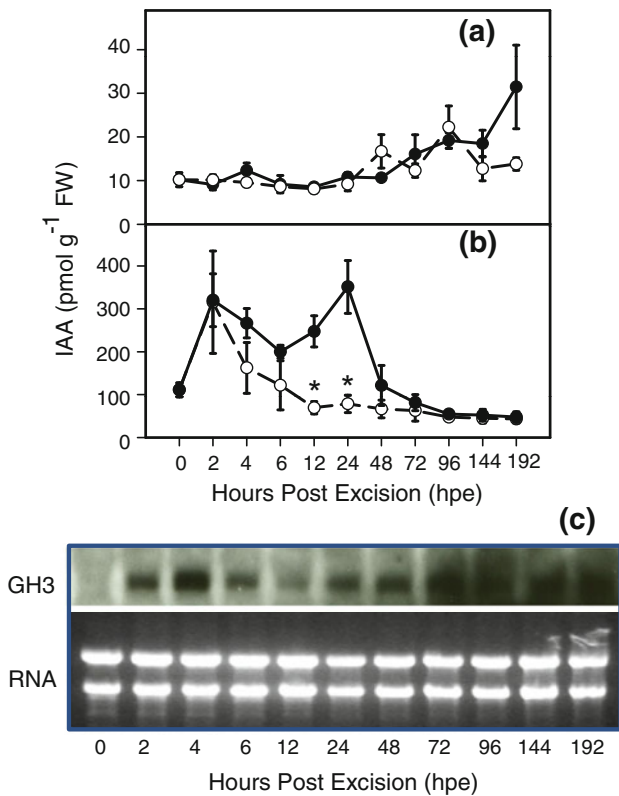 (a)
40
30
20
10
0
IAA (pmol g⁻¹ FW)
(b)
400
300
200
100
0
* *
0 2 4 6 12 24 48 72 96 144 192
Hours Post Excision (hpe)
(c)
GH3
RNA
0 2 4 6 12 24 48 72 96 144 192
Hours Post Excision (hpe)